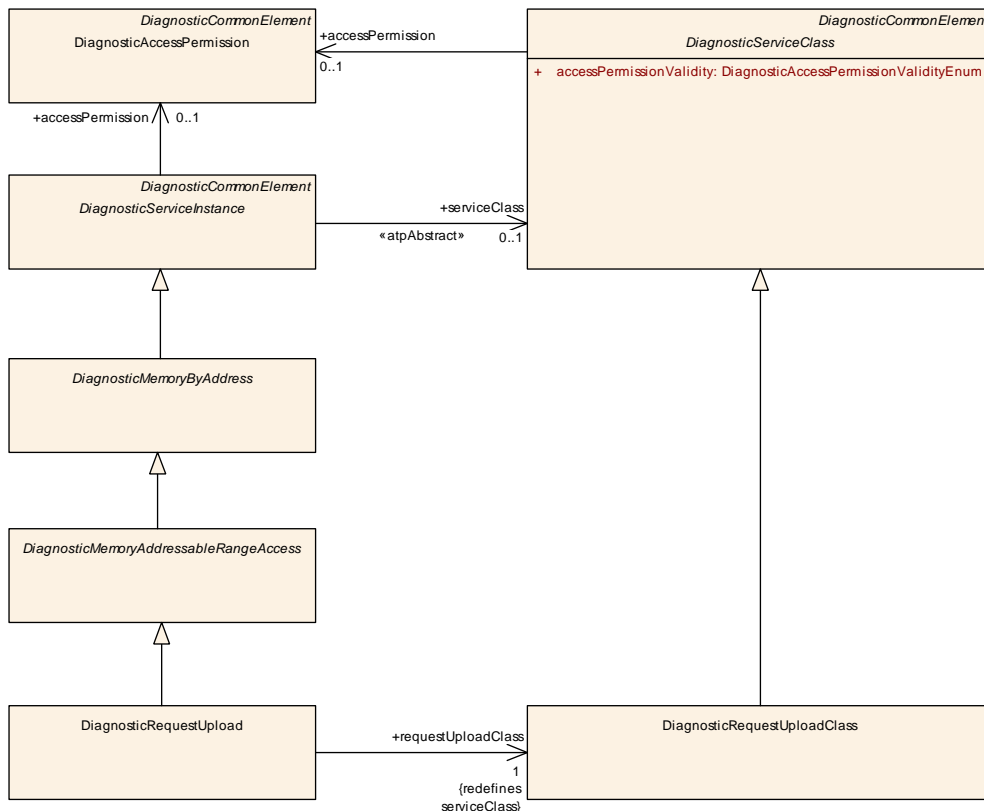 DiagnosticCommonElement
DiagnosticAccessPermission
+accessPermission
0..1
DiagnosticCommonElement
DiagnosticServiceClass
+ accessPermissionValidity: DiagnosticAccessPermissionValidityEnum
+accessPermission
0..1
DiagnosticCommonElement
DiagnosticServiceInstance
+serviceClass
«atpAbstract»
0..1
DiagnosticMemoryByAddress
DiagnosticMemoryAddressableRangeAccess
DiagnosticRequestUpload
+requestUploadClass
1
{redefines
serviceClass}
DiagnosticRequestUploadClass